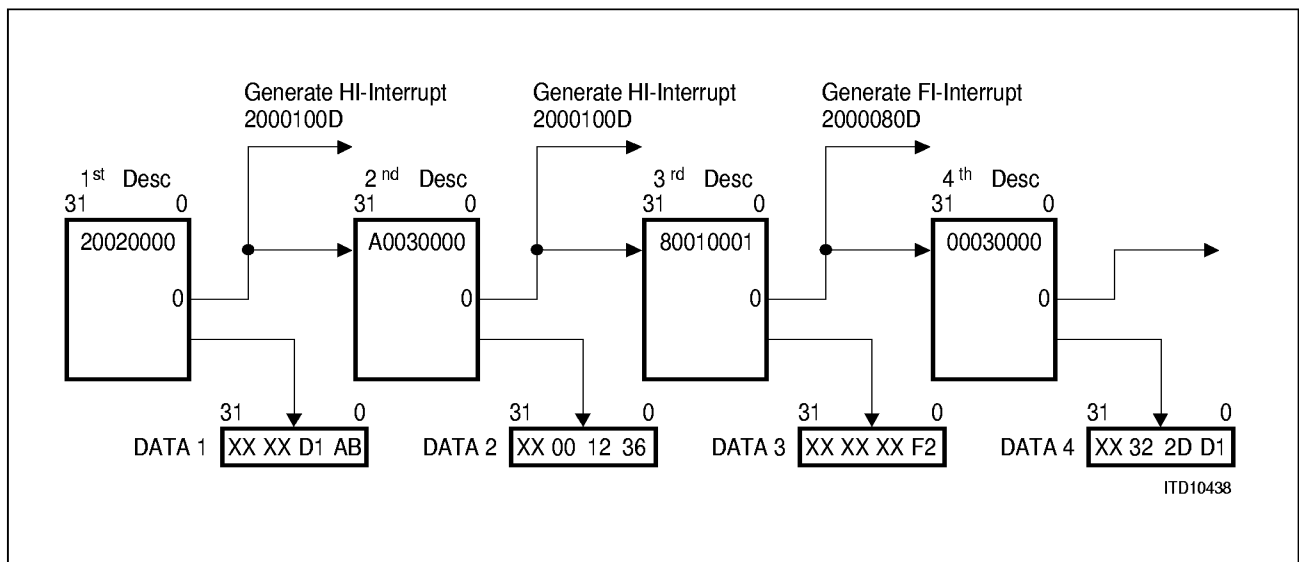 Generate HI-Interrupt
2000100D
Generate HI-Interrupt
2000100D
Generate FI-Interrupt
2000080D
1st Desc
31 0
20020000
0
2nd Desc
31 0
A0030000
0
3rd Desc
31 0
80010001
0
4th Desc
31 0
00030000
0
31 0
DATA 1 XX XX D1 AB
31 0
DATA 2 XX 00 12 36
31 0
DATA 3 XX XX XX F2
31 0
DATA 4 XX 32 2D D1
ITD10438